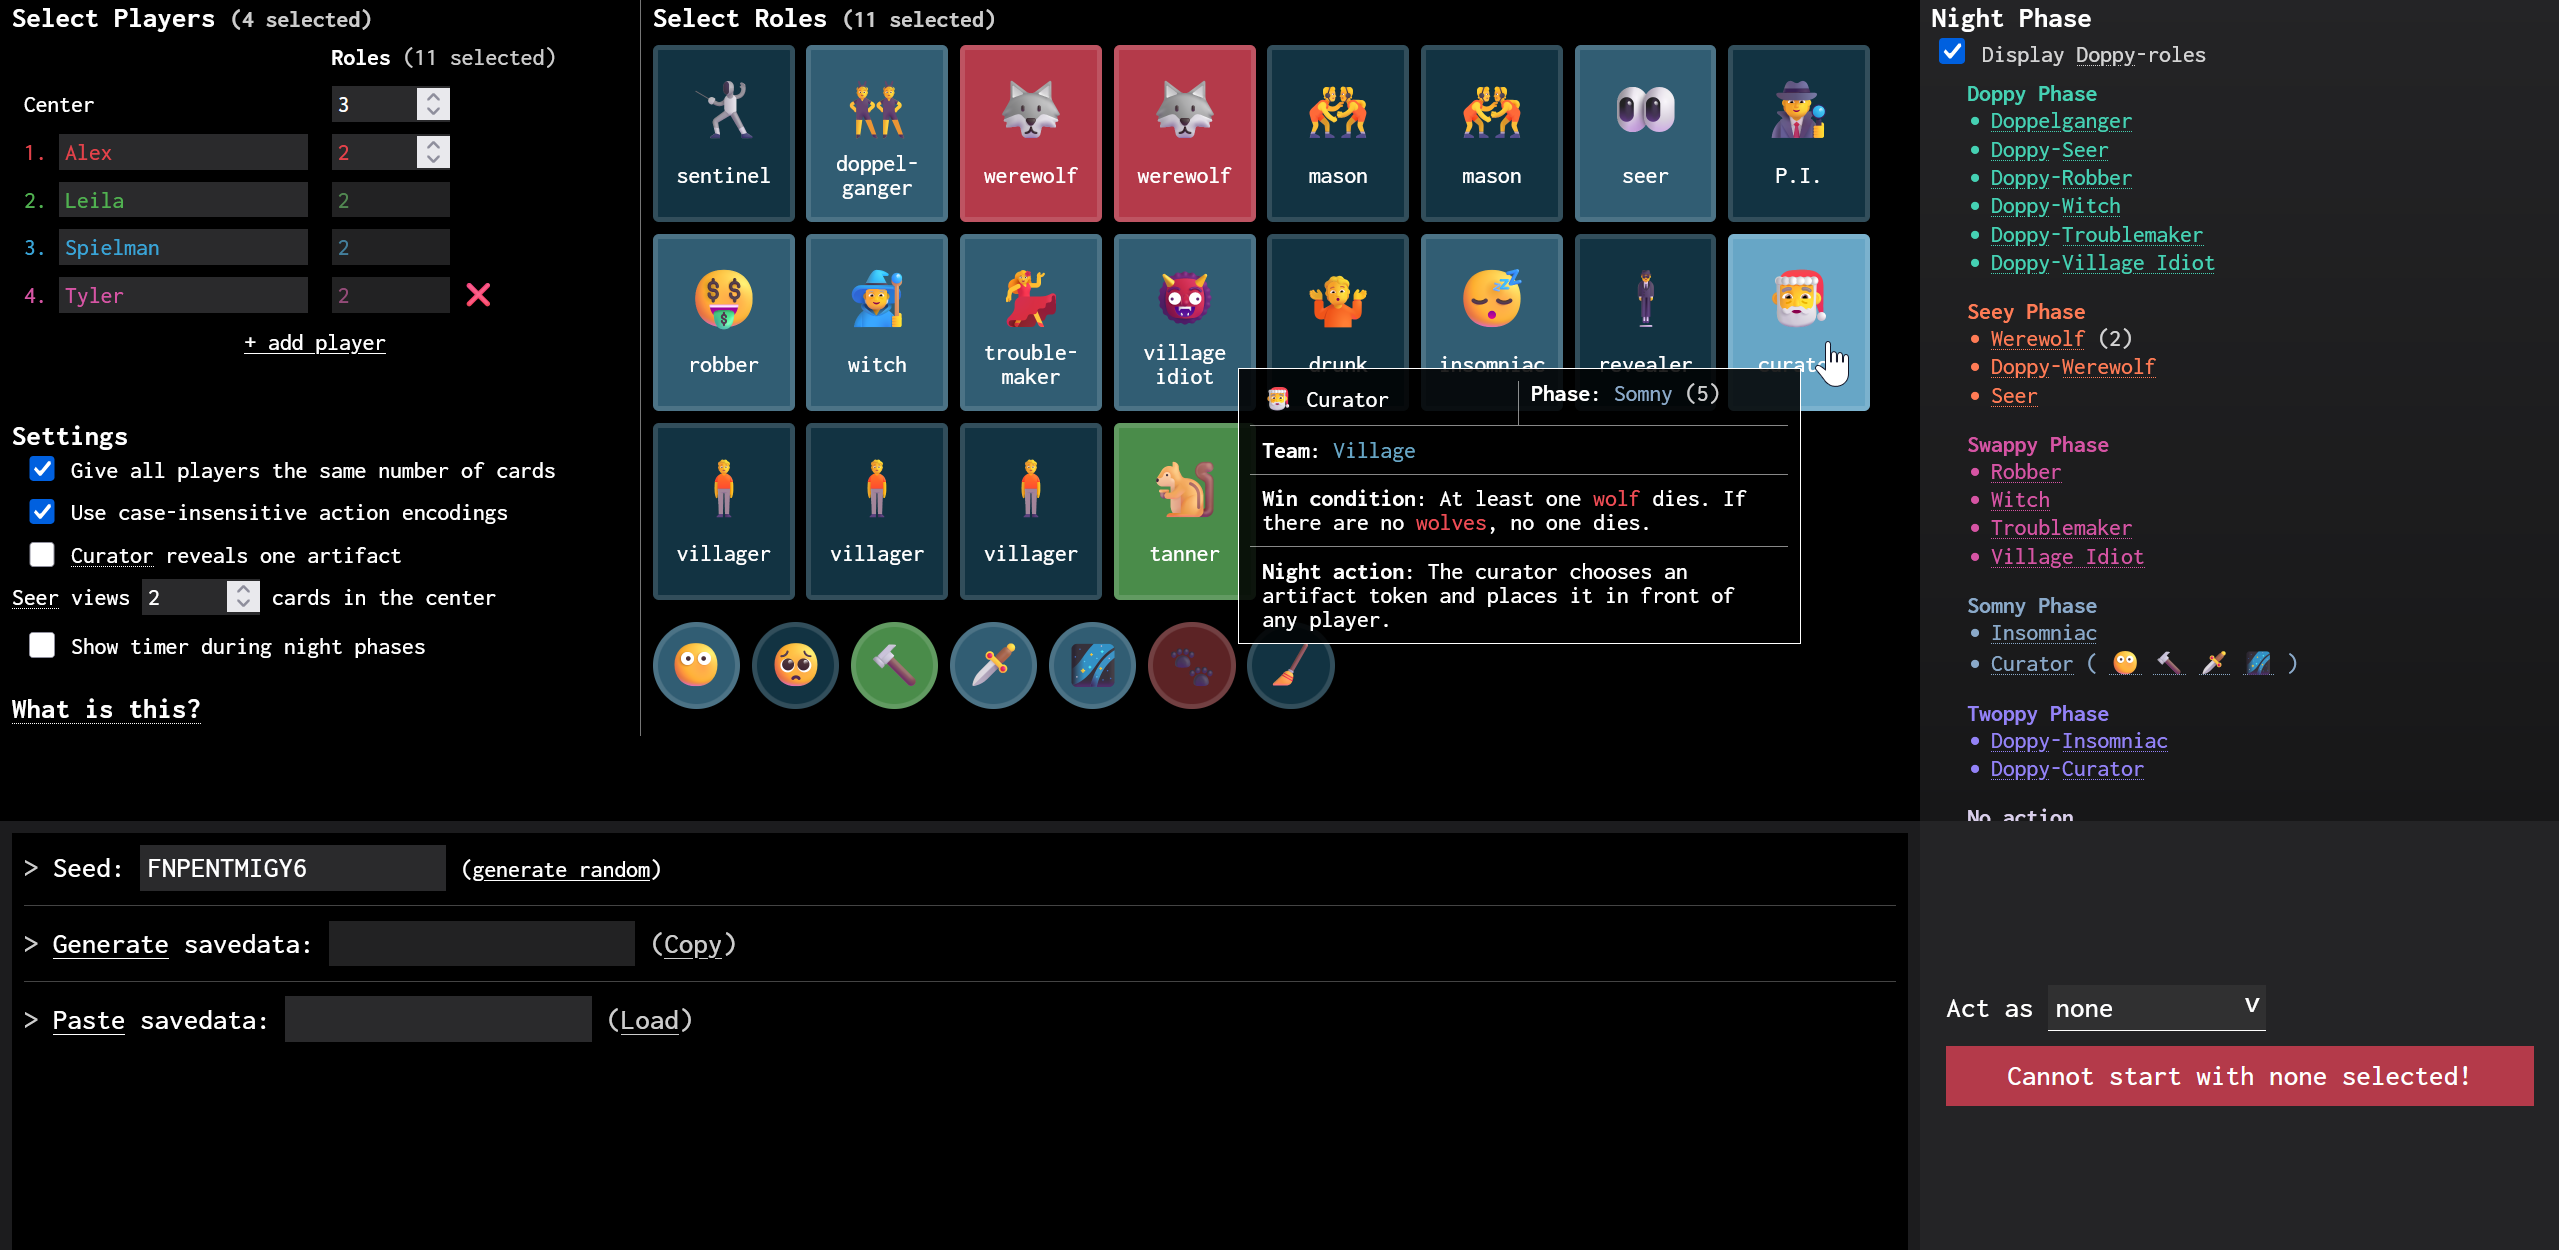 Select Players (4 selected)
Roles (11 selected)
Center 3
1. Alex 2
2. Leila 2
3. Spielman 2
4. Tyler 2
+ add player
Settings
Give all players the same number of cards
Use case-insensitive action encodings
Curator reveals one artifact
Seer views 2 cards in the center
Show timer during night phases
What is this?
Select Roles (11 selected)
sentinel
doppel-
ganger
werewolf
werewolf
mason
mason
seer
P.I.
robber
witch
trouble-
maker
village
idiot
drunk
insomniac
revealer
villager
villager
villager
tanner
Curator
Phase: Somny (5)
Team: Village
Win condition: At least one wolf dies. If
there are no wolves, no one dies.
Night action: The curator chooses an
artifact token and places it in front of
any player.
Night Phase
Display Doppy-roles
Doppy Phase
• Doppelganger
• Doppy-Seer
• Doppy-Robber
• Doppy-Witch
• Doppy-Troublemaker
• Doppy-Village Idiot
Seey Phase
• Werewolf (2)
• Doppy-Werewolf
• Seer
Swappy Phase
• Robber
• Witch
• Troublemaker
• Village Idiot
Somny Phase
• Insomniac
• Curator ( )
Twoppy Phase
• Doppy-Insomniac
• Doppy-Curator
No action
> Seed: FNPENTMIGY6 (generate random)
> Generate savedata: (Copy)
> Paste savedata: (Load)
Act as none
Cannot start with none selected!